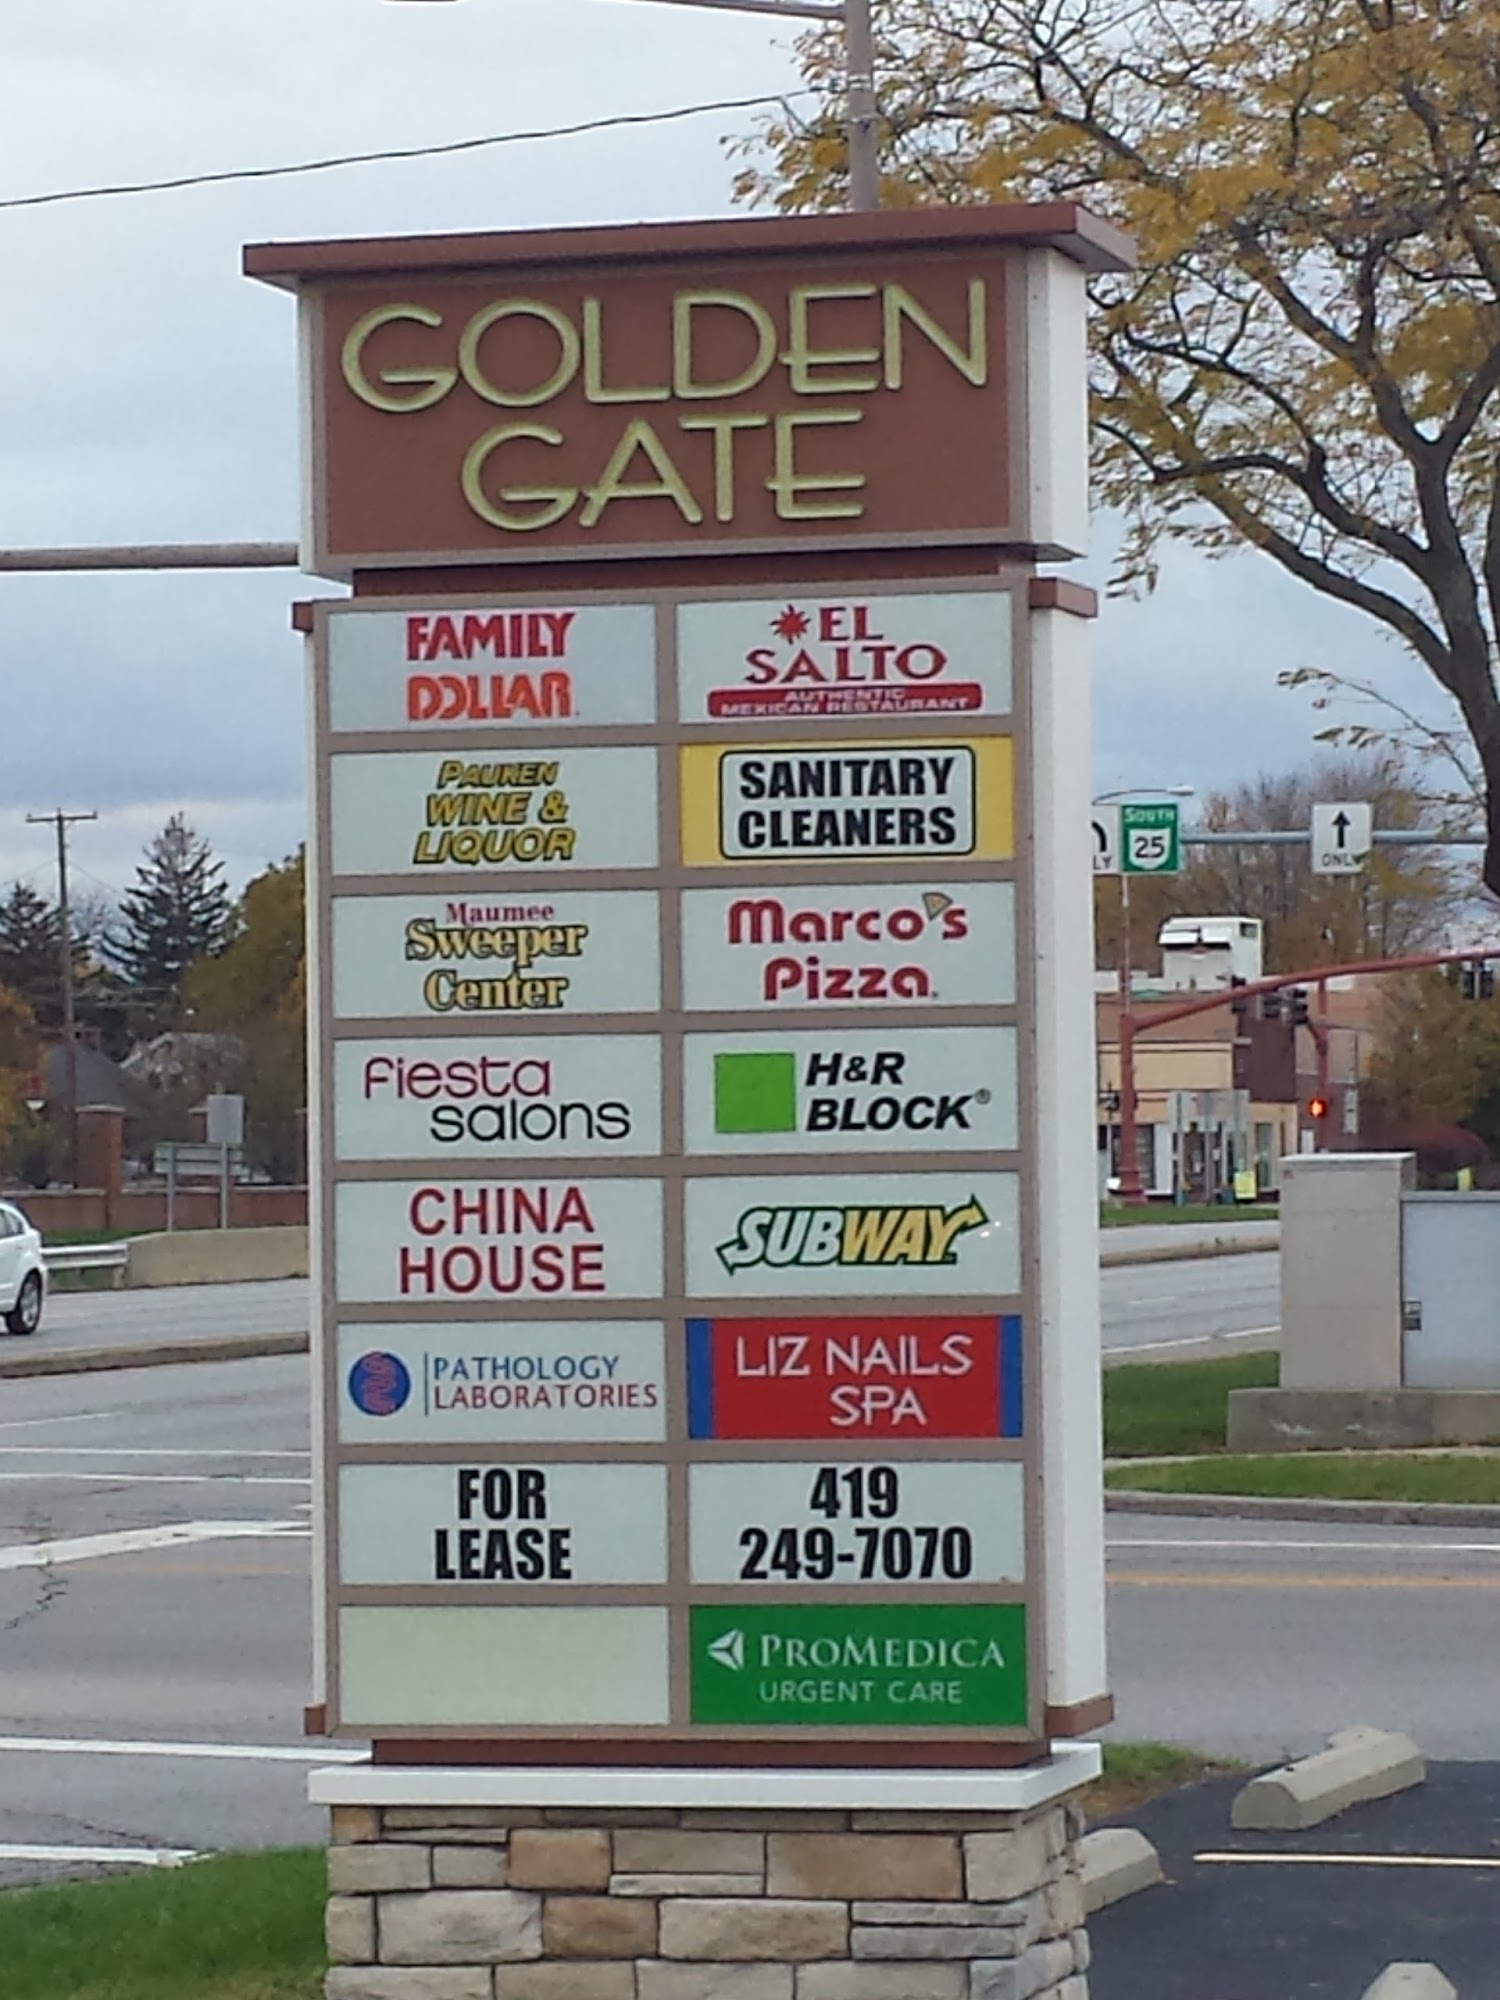 GOLDEN
GATE
FAMILY
DOLLAR
EL
SALTO
AUTHENTIC
MEXICAN RESTAURANT
PAUKEN
WINE &
LIQUOR
SANITARY
CLEANERS
Maumee
Sweeper
Center
Marco's
Pizza
fiesta
salons
H&R
BLOCK®
CHINA
HOUSE
SUBWAY
PATHOLOGY
LABORATORIES
LIZ NAILS
SPA
FOR
LEASE
419
249-7070
PROMEDICA
URGENT CARE
SOUTH
25
LY
ONLY